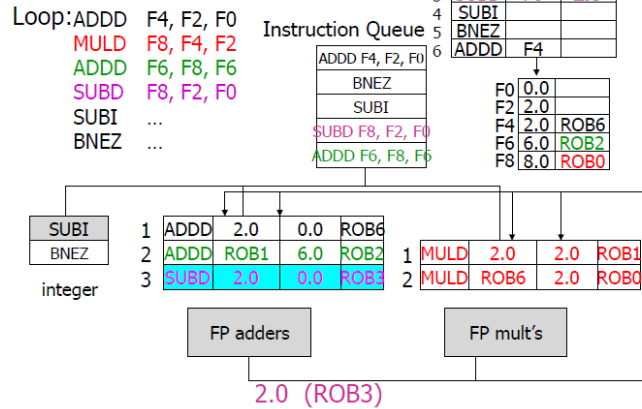 Loop: ADDD F4, F2, F0
MULD F8, F4, F2
ADDD F6, F8, F6
SUBD F8, F2, F0
SUBI ...
BNEZ ...
Instruction Queue
ADDD F4, F2, F0
BNEZ
SUBI
SUBD F8, F2, F0
ADDD F6, F8, F6
4 SUBI
5 BNEZ
6 ADDD F4
F0 0.0
F2 2.0
F4 2.0 ROB6
F6 6.0 ROB2
F8 8.0 ROB0
SUBI
BNEZ
integer
1 ADDD 2.0 0.0 ROB6
2 ADDD ROB1 6.0 ROB2
3 SUBD 2.0 0.0 ROB3
1 MULD 2.0 2.0 ROB1
2 MULD ROB6 2.0 ROB0
FP adders
FP mult's
2.0 (ROB3)